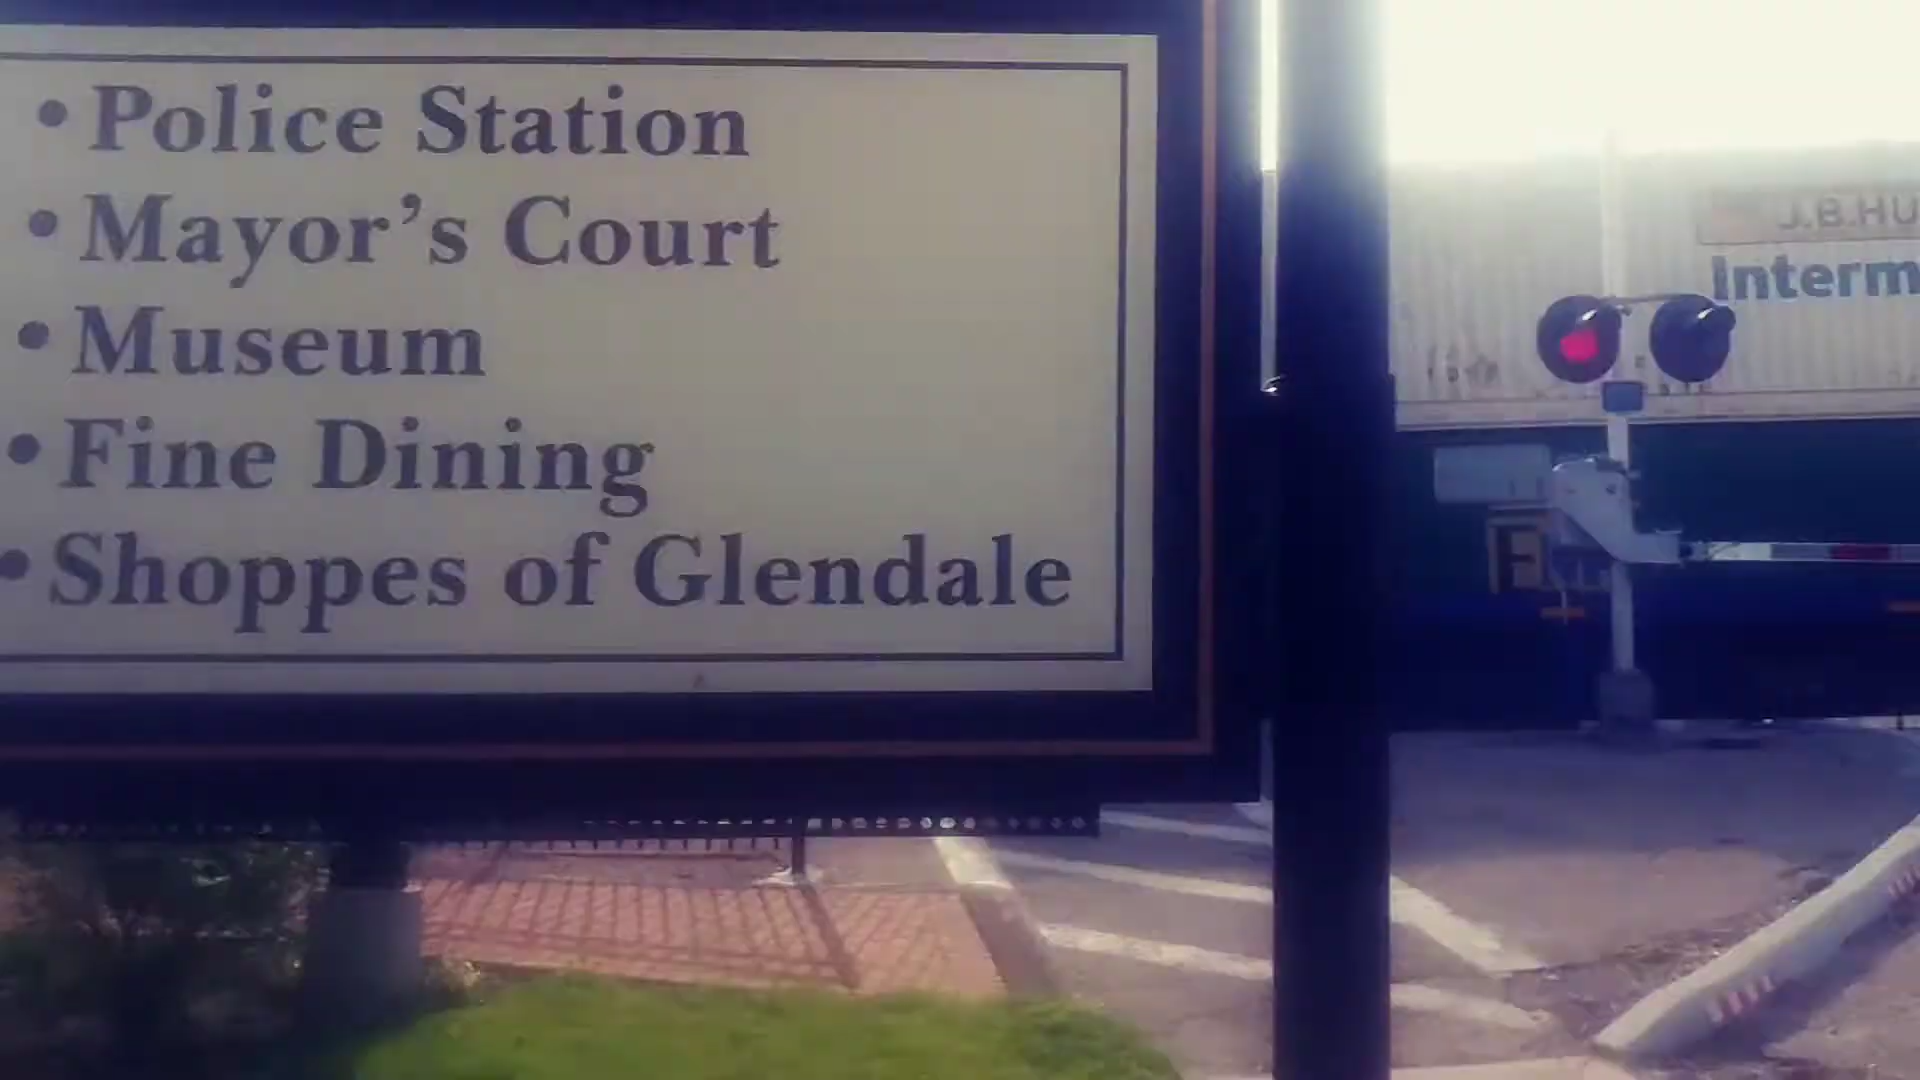 • Police Station
• Mayor's Court
• Museum
• Fine Dining
• Shoppes of Glendale
J.B.HU
Interm